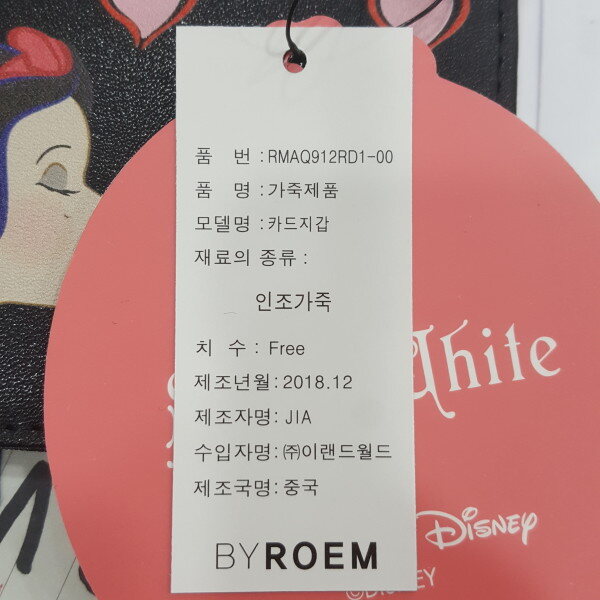 품 번 : RMAQ912RD1-00
품 명 : 가죽제품
모델명 : 카드지갑
재료의 종류 :
인조가죽
치 수 : Free
제조년월 : 2018.12
제조자명 : JIA
수입자명 : ㈜이랜드월드
제조국명 : 중국
BYROEM
White
Disney
©DISNEY